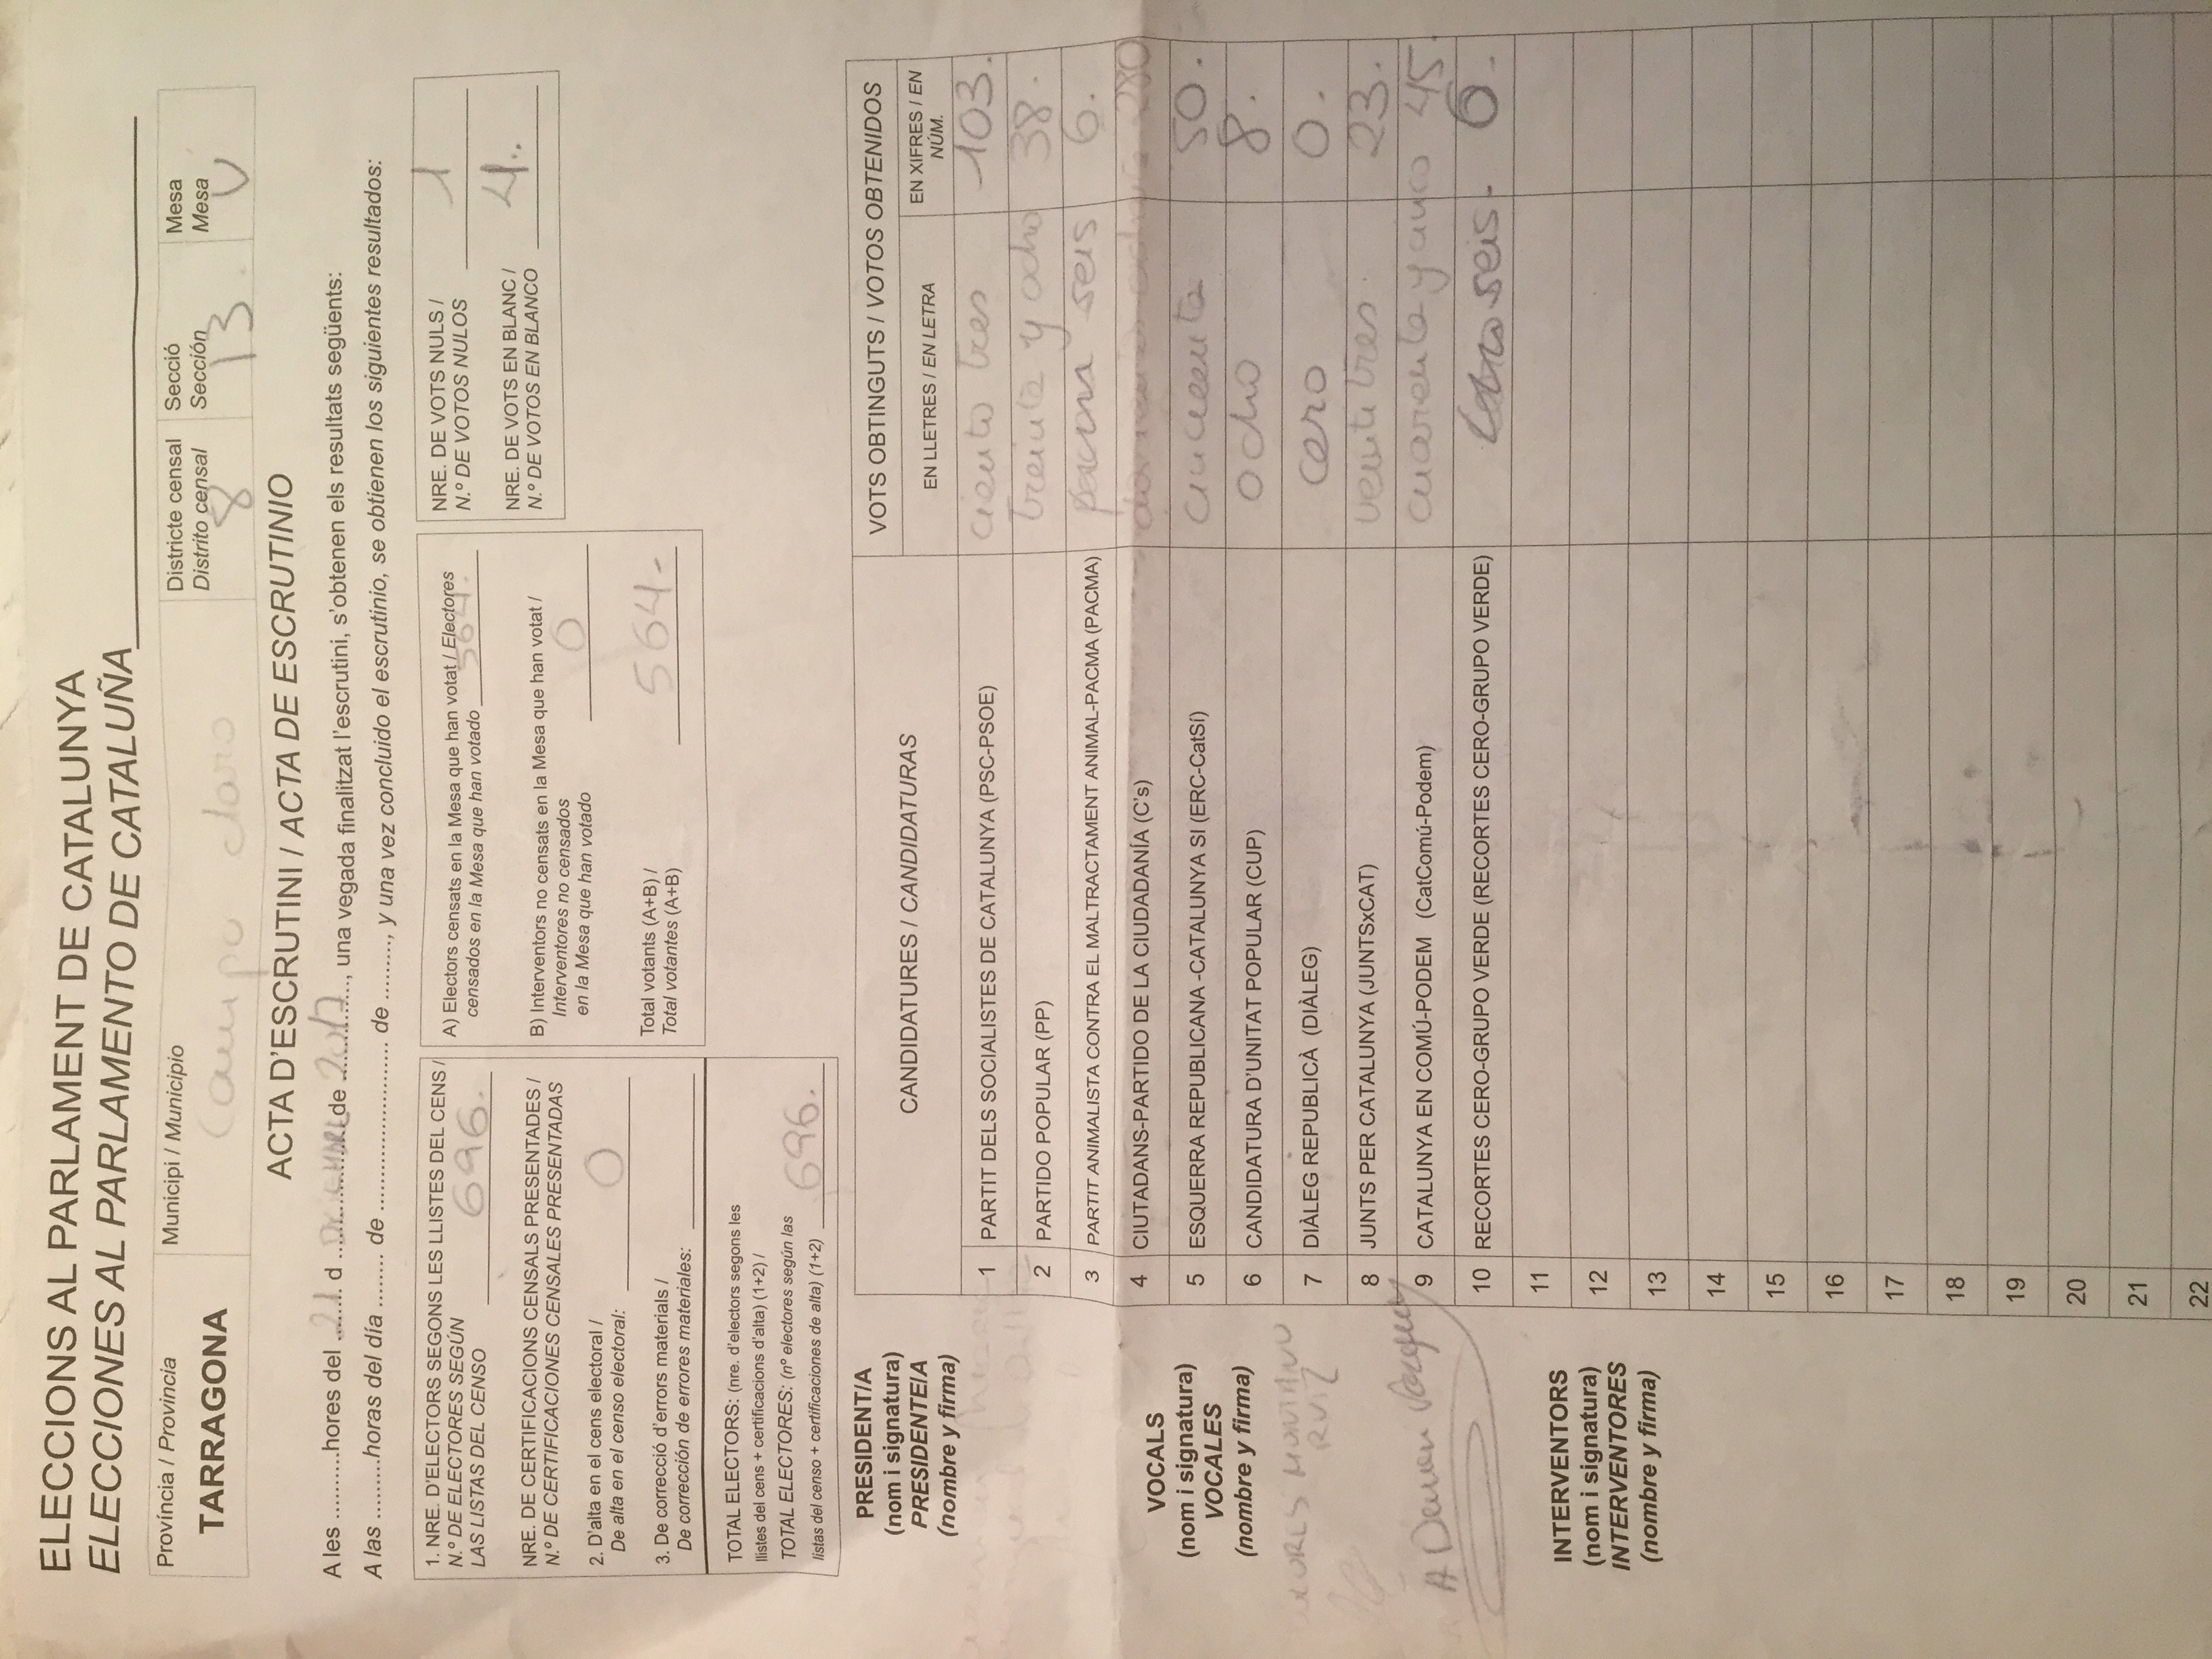 ELECCIONS AL PARLAMENT DE CATALUNYA
ELECCIONES AL PARLAMENTO DE CATALUÑA
Província / Provincia
TARRAGONA
Municipi / Municipio
Campo claro
Districte censal
Distrito censal
8
Secció
Sección
13.
Mesa
Mesa
U
ACTA D'ESCRUTINI / ACTA DE ESCRUTINIO
A les ..........hores del 21 d DICIEMBRE de 2017, una vegada finalitzat l'escrutini, s'obtenen els resultats següents:
A las .........horas del día ........ de ......................... de ........., y una vez concluido el escrutinio, se obtienen los siguientes resultados:
1. NRE. D'ELECTORS SEGONS LES LLISTES DEL CENS /
N.º DE ELECTORES SEGÚN
LAS LISTAS DEL CENSO 696.
NRE. DE CERTIFICACIONS CENSALS PRESENTADES /
N.º DE CERTIFICACIONES CENSALES PRESENTADAS
2. D'alta en el cens electoral /
De alta en el censo electoral: 0
3. De correcció d'errors materials /
De corrección de errores materiales:
TOTAL ELECTORS: (nre. d'electors segons les
llistes del cens + certificacions d'alta) (1+2) /
TOTAL ELECTORES: (nº electores según las
listas del censo + certificaciones de alta) (1+2) 696.
A) Electors censats en la Mesa que han votat / Electores
censados en la Mesa que han votado 564.
B) Interventors no censats en la Mesa que han votat /
Interventores no censados
en la Mesa que han votado 0
Total votants (A+B) /
Total votantes (A+B) 564-
NRE. DE VOTS NULS /
N.º DE VOTOS NULOS 1
NRE. DE VOTS EN BLANC /
N.º DE VOTOS EN BLANCO 4..
PRESIDENT/A
(nom i signatura)
PRESIDENTE/A
(nombre y firma)
VOCALS
(nom i signatura)
VOCALES
(nombre y firma)
MONTANO
RUIZ
INTERVENTORS
(nom i signatura)
INTERVENTORES
(nombre y firma)
CANDIDATURES / CANDIDATURAS
VOTS OBTINGUTS / VOTOS OBTENIDOS
EN LLETRES / EN LETRA
EN XIFRES / EN
NÚM.
1 PARTIT DELS SOCIALISTES DE CATALUNYA (PSC-PSOE) ciento tres 103.
2 PARTIDO POPULAR (PP) treinta y ocho 38.
3 PARTIT ANIMALISTA CONTRA EL MALTRACTAMENT ANIMAL-PACMA (PACMA) seis 6.
4 CIUTADANS-PARTIDO DE LA CIUDADANÍA (C's) 280
5 ESQUERRA REPUBLICANA -CATALUNYA SI (ERC-CatSí) cincuenta 50.
6 CANDIDATURA D'UNITAT POPULAR (CUP) ocho 8.
7 DIÀLEG REPUBLICÀ (DIÀLEG) cero 0.
8 JUNTS PER CATALUNYA (JUNTSxCAT) veintitres. 23.
9 CATALUNYA EN COMÚ-PODEM (CatComú-Podem) cuarenta y cinco 45.
10 RECORTES CERO-GRUPO VERDE (RECORTES CERO-GRUPO VERDE) seis. 6.
11
12
13
14
15
16
17
18
19
20
21
22